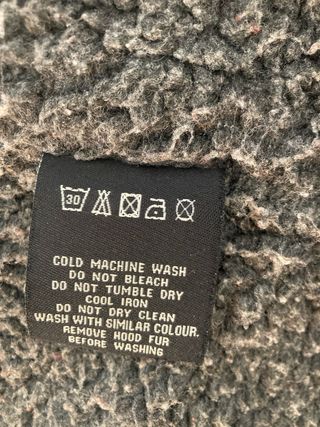 30
COLD MACHINE WASH
DO NOT BLEACH
DO NOT TUMBLE DRY
COOL IRON
DO NOT DRY CLEAN
WASH WITH SIMILAR COLOUR.
REMOVE HOOD FUR
BEFORE WASHING